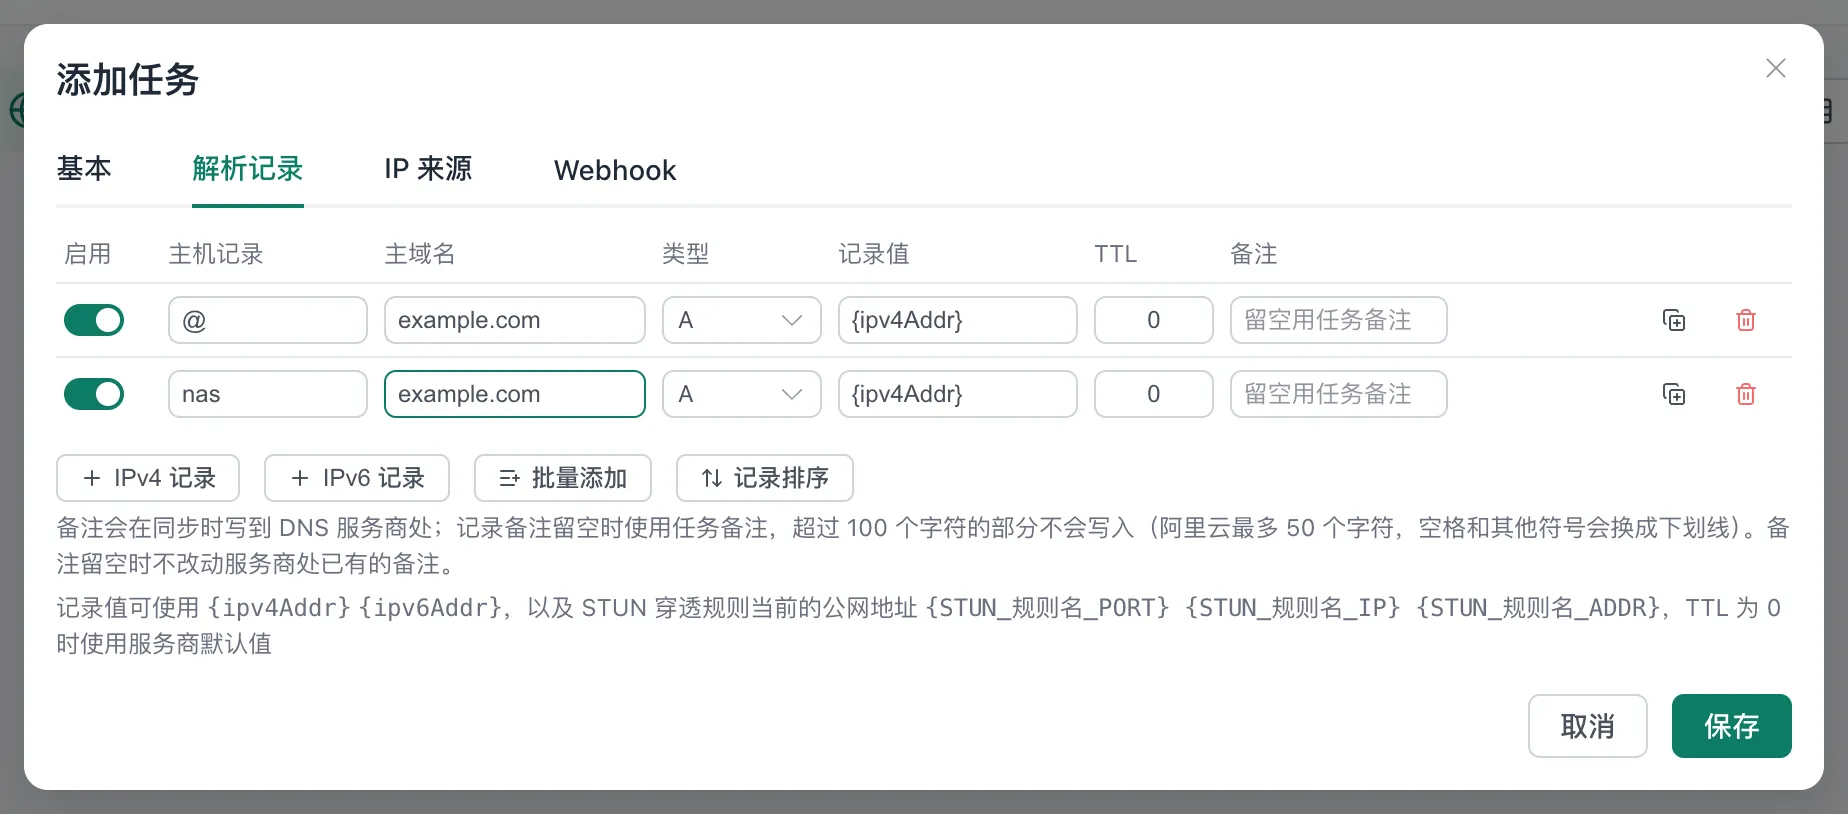 添加任务
基本 解析记录 IP 来源 Webhook
启用 主机记录 主域名 类型 记录值 TTL 备注
@ example.com A {ipv4Addr} 0 留空用任务备注
nas example.com A {ipv4Addr} 0 留空用任务备注
+ IPv4 记录 + IPv6 记录 批量添加 记录排序
备注会在同步时写到 DNS 服务商处；记录备注留空时使用任务备注，超过 100 个字符的部分不会写入（阿里云最多 50 个字符，空格和其他符号会换成下划线）。备
注留空时不改动服务商处已有的备注。
记录值可使用 {ipv4Addr} {ipv6Addr}，以及 STUN 穿透规则当前的公网地址 {STUN_规则名_PORT} {STUN_规则名_IP} {STUN_规则名_ADDR}，TTL 为 0
时使用服务商默认值
取消 保存